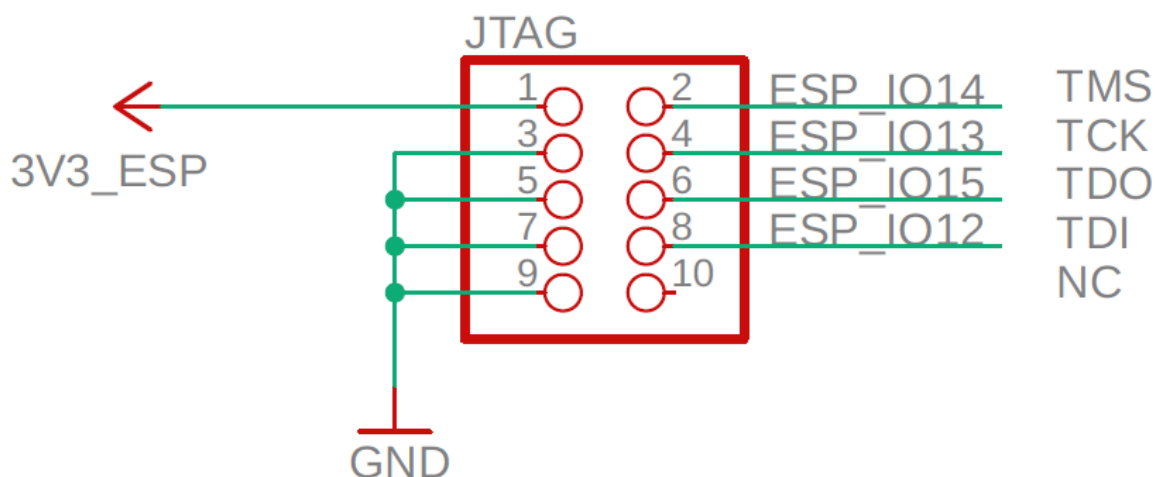 JTAG
1 2 ESP_IO14 TMS
3 4 ESP_IO13 TCK
3V3_ESP
5 6 ESP_IO15 TDO
7 8 ESP_IO12 TDI
9 10 NC
GND